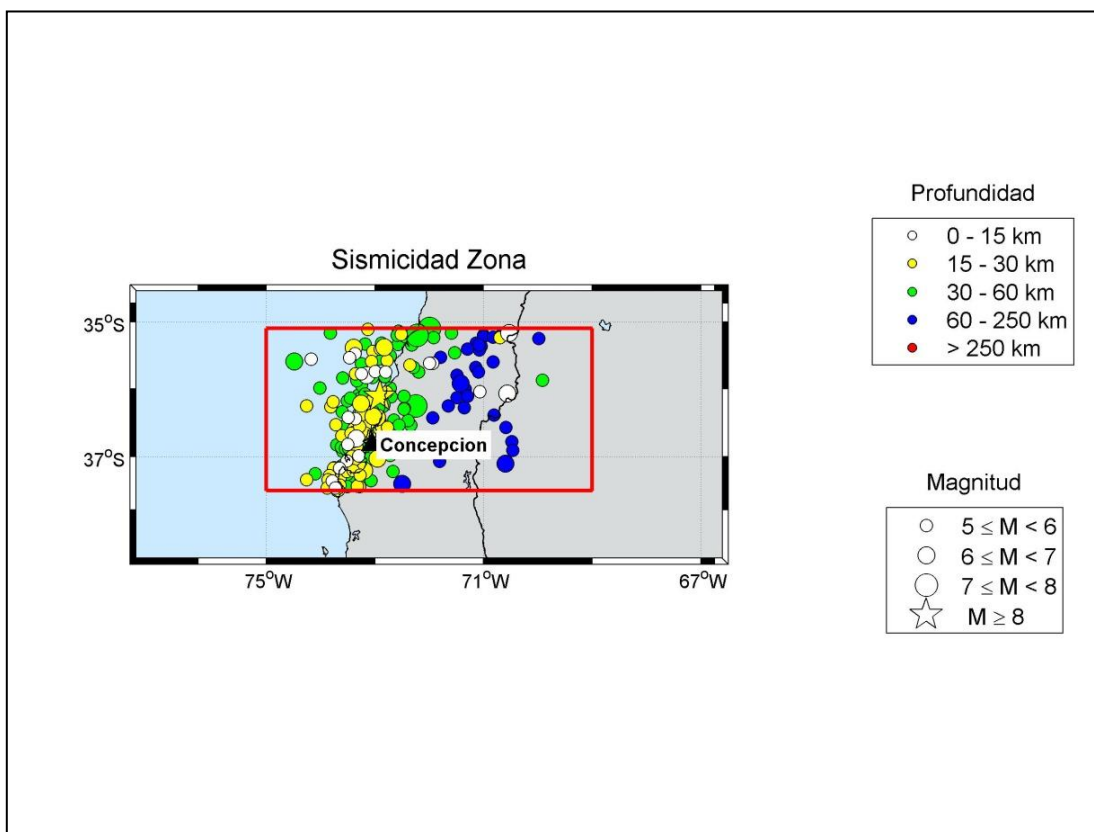 Sismicidad Zona
35°S
37°S
Concepcion
75°W
71°W
67°W
Profundidad
0 - 15 km
15 - 30 km
30 - 60 km
60 - 250 km
> 250 km
Magnitud
5 ≤ M < 6
6 ≤ M < 7
7 ≤ M < 8
M ≥ 8